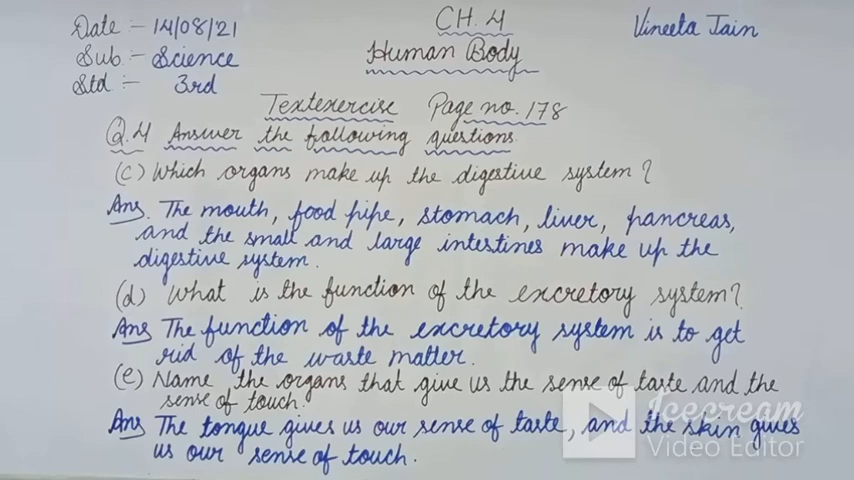 Date :- 14/08/21
CH. 4
Vineeta Jain
Sub.- Science
Human Body
Std :- 3rd
Textexercise Page no. 178
Q.4 Answer the following questions
(c) Which organs make up the digestive system?
Ans. The mouth, food pipe, stomach, liver, pancreas,
and the small and large intestines make up the
digestive system.
(d) What is the function of the excretory system?
Ans The function of the excretory system is to get
rid of the waste matter.
(e) Name the organs that give us the sense of taste and the
sense of touch.
Ans The tongue gives us our sense of taste, and the skin gives
us our sense of touch.
Icecream
Video Editor